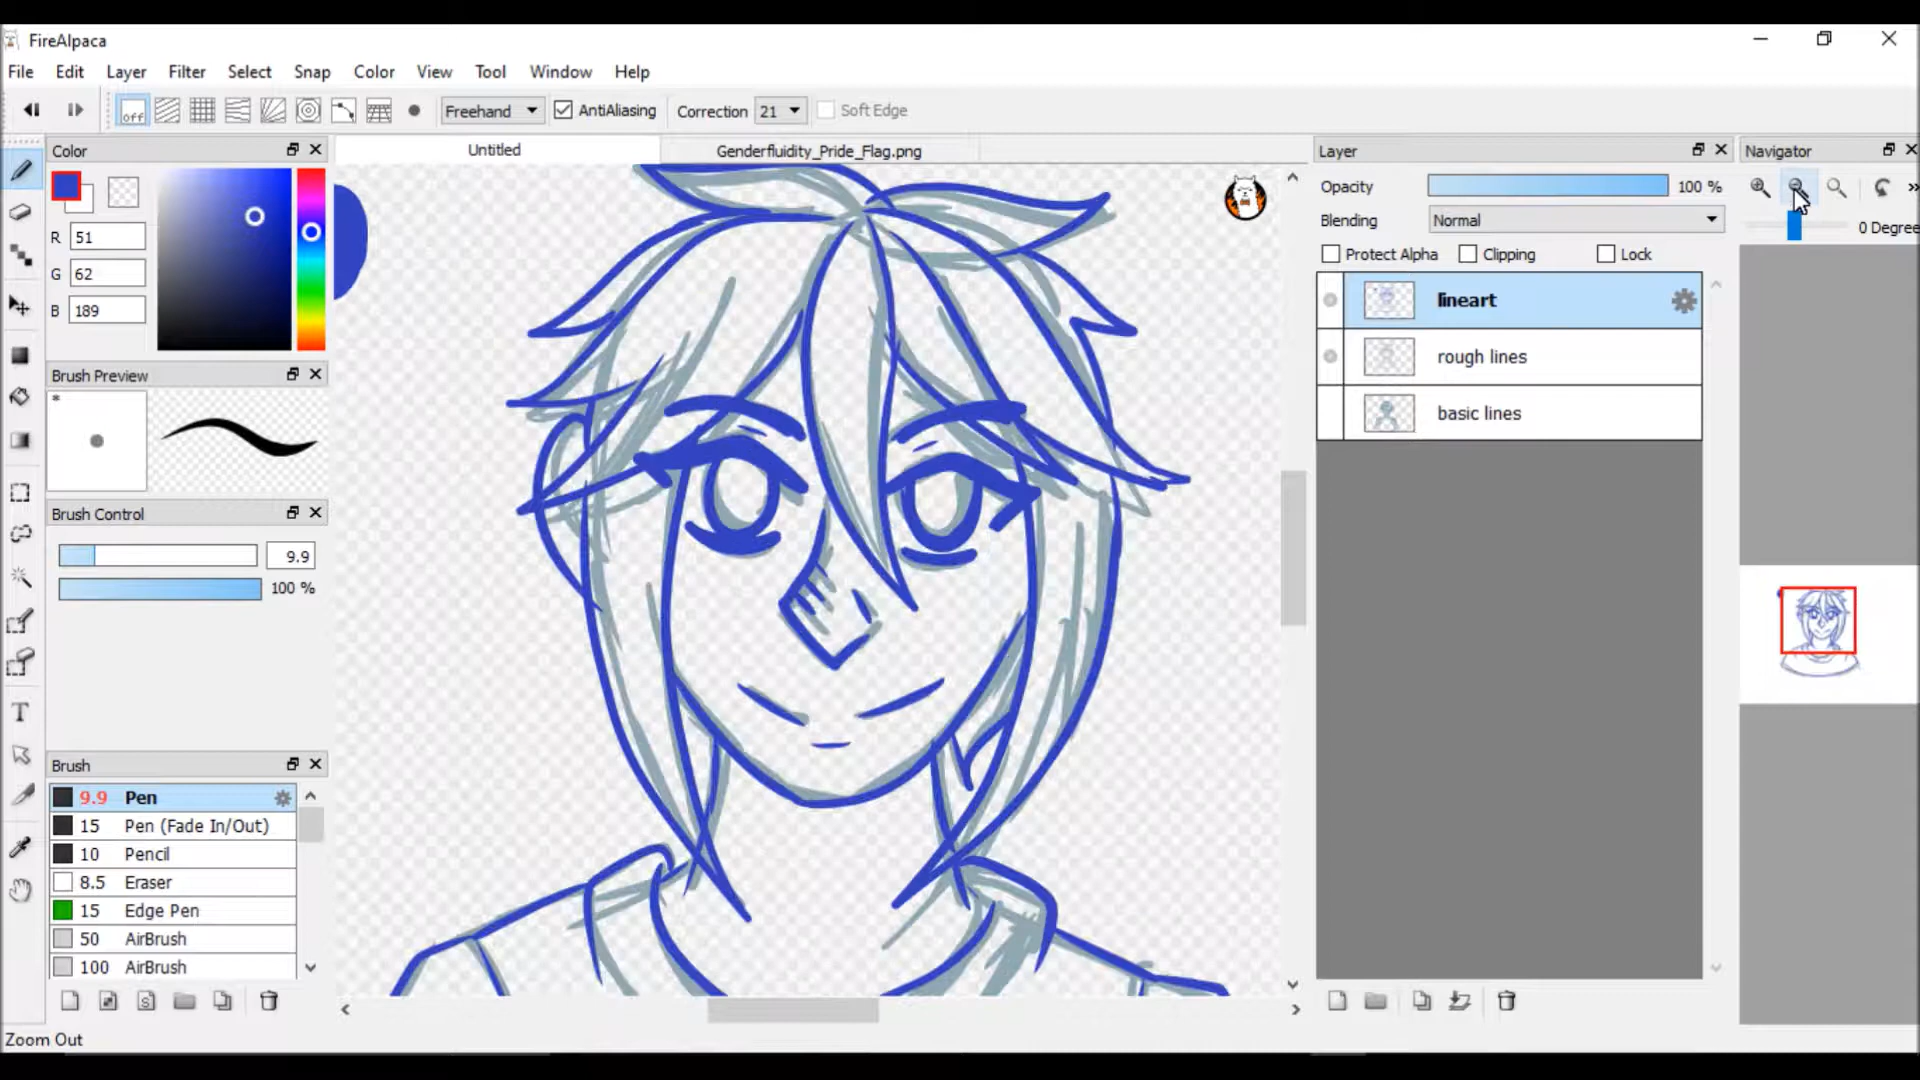 FireAlpaca
File Edit Layer Filter Select Snap Color View Tool Window Help
off Freehand AntiAliasing Correction 21 Soft Edge
Color
R 51
G 62
B 189
Brush Preview
*
Brush Control
9.9
100 %
Brush
9.9 Pen
15 Pen (Fade In/Out)
10 Pencil
8.5 Eraser
15 Edge Pen
50 AirBrush
100 AirBrush
Zoom Out
Untitled Genderfluidity_Pride_Flag.png
Layer
Opacity 100 %
Blending Normal
Protect Alpha Clipping Lock
lineart
rough lines
basic lines
Navigator
»
0 Degree